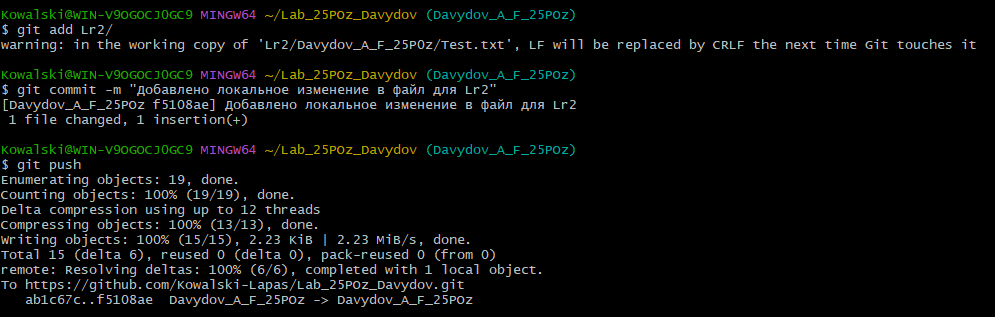 Kowalski@WIN-V9OGOCJ0GC9 MINGW64 ~/Lab_25POz_Davydov (Davydov_A_F_25POz)
$ git add Lr2/
warning: in the working copy of 'Lr2/Davydov_A_F_25POz/Test.txt', LF will be replaced by CRLF the next time Git touches it
Kowalski@WIN-V9OGOCJ0GC9 MINGW64 ~/Lab_25POz_Davydov (Davydov_A_F_25POz)
$ git commit -m "Добавлено локальное изменение в файл для Lr2"
[Davydov_A_F_25POz f5108ae] Добавлено локальное изменение в файл для Lr2
1 file changed, 1 insertion(+)
Kowalski@WIN-V9OGOCJ0GC9 MINGW64 ~/Lab_25POz_Davydov (Davydov_A_F_25POz)
$ git push
Enumerating objects: 19, done.
Counting objects: 100% (19/19), done.
Delta compression using up to 12 threads
Compressing objects: 100% (13/13), done.
Writing objects: 100% (15/15), 2.23 KiB | 2.23 MiB/s, done.
Total 15 (delta 6), reused 0 (delta 0), pack-reused 0 (from 0)
remote: Resolving deltas: 100% (6/6), completed with 1 local object.
To https://github.com/Kowalski-Lapas/Lab_25POz_Davydov.git
ab1c67c..f5108ae  Davydov_A_F_25POz -> Davydov_A_F_25POz